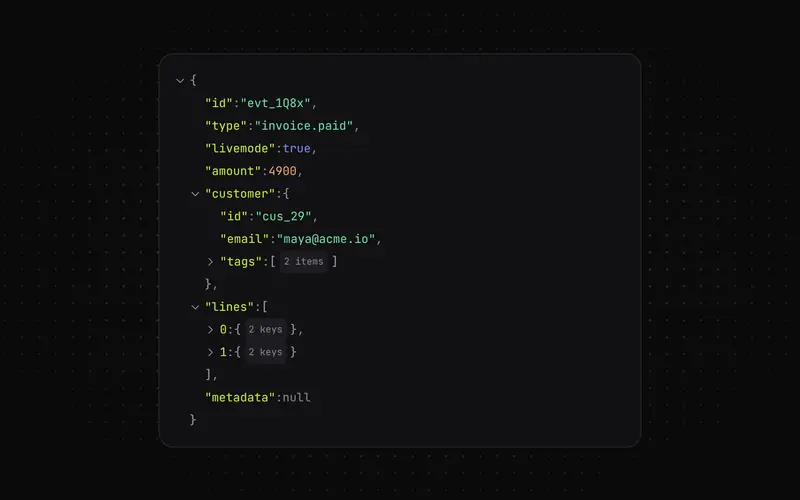 {
"id":"evt_1Q8x",
"type":"invoice.paid",
"livemode":true,
"amount":4900,
"customer":{
"id":"cus_29",
"email":"maya@acme.io",
"tags":[ 2 items ]
},
"lines":[
0:{ 2 keys },
1:{ 2 keys }
],
"metadata":null
}